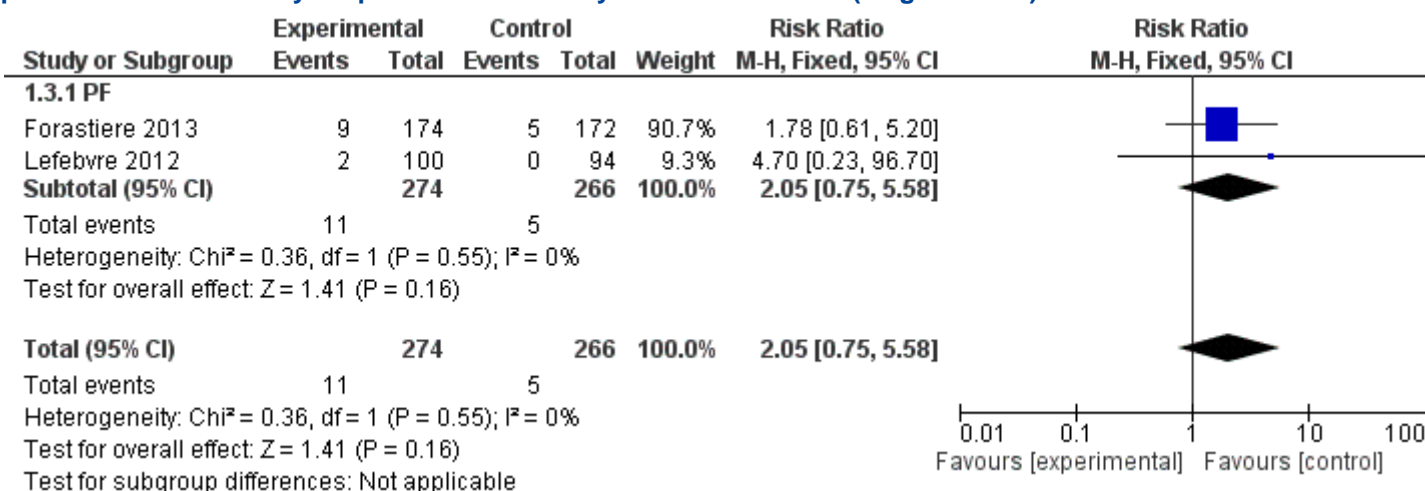 Experimental Control Risk Ratio Risk Ratio
Study or Subgroup Events Total Events Total Weight M-H, Fixed, 95% CI M-H, Fixed, 95% CI
1.3.1 PF
Forastiere 2013 9 174 5 172 90.7% 1.78 [0.61, 5.20]
Lefebvre 2012 2 100 0 94 9.3% 4.70 [0.23, 96.70]
Subtotal (95% CI) 274 266 100.0% 2.05 [0.75, 5.58]
Total events 11 5
Heterogeneity: Chi² = 0.36, df = 1 (P = 0.55); I² = 0%
Test for overall effect: Z = 1.41 (P = 0.16)
Total (95% CI) 274 266 100.0% 2.05 [0.75, 5.58]
Total events 11 5
Heterogeneity: Chi² = 0.36, df = 1 (P = 0.55); I² = 0%
Test for overall effect: Z = 1.41 (P = 0.16)
Test for subgroup differences: Not applicable
0.01 0.1 1 10 100
Favours [experimental] Favours [control]